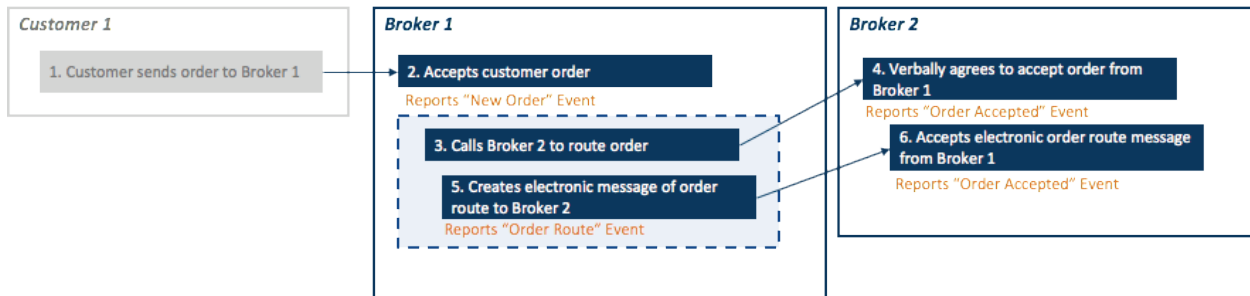 Customer 1
1. Customer sends order to Broker 1
Broker 1
2. Accepts customer order
Reports "New Order" Event
3. Calls Broker 2 to route order
5. Creates electronic message of order
route to Broker 2
Reports "Order Route" Event
Broker 2
4. Verbally agrees to accept order from
Broker 1
Reports "Order Accepted" Event
6. Accepts electronic order route message
from Broker 1
Reports "Order Accepted" Event